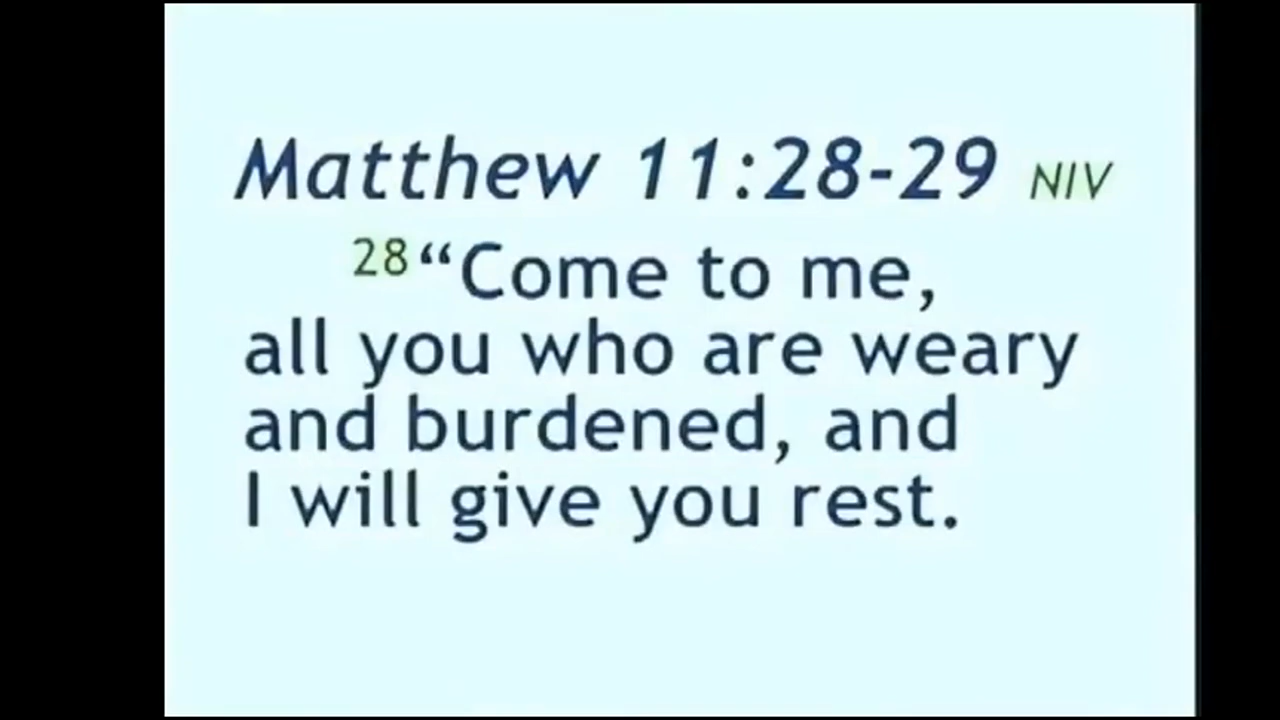 Matthew 11:28-29 NIV
28“Come to me,
all you who are weary
and burdened, and
I will give you rest.